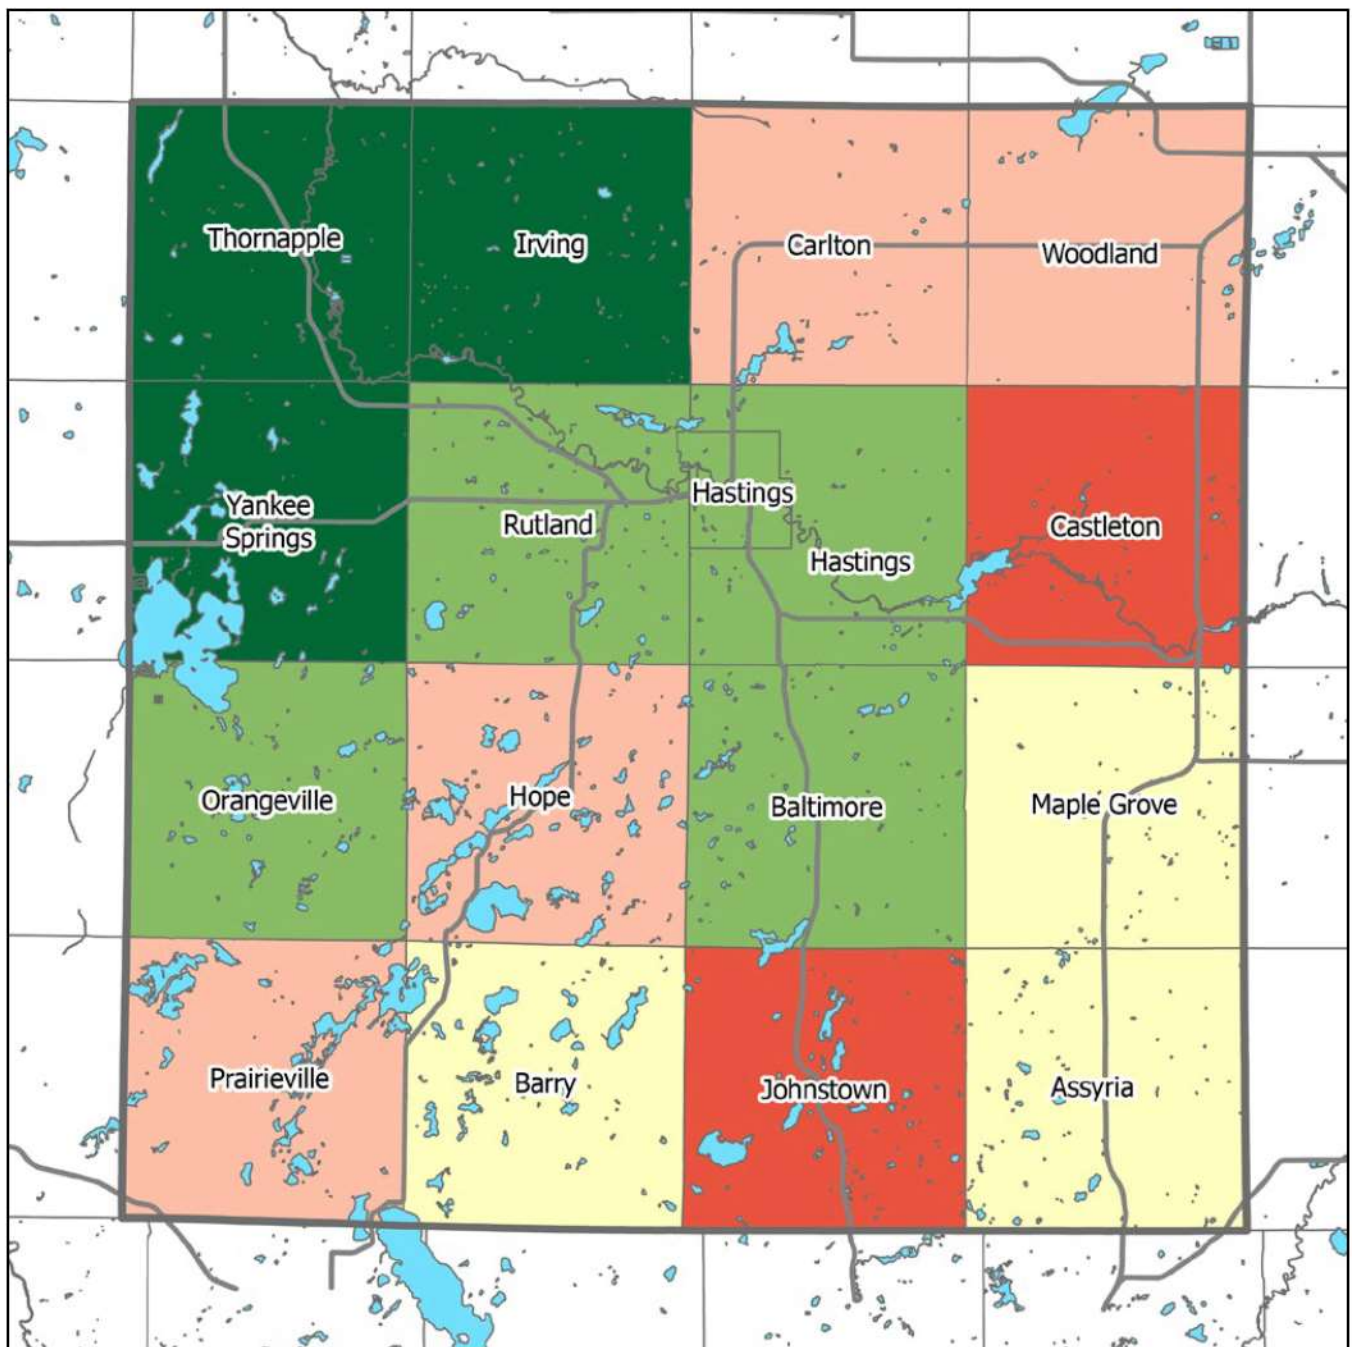 Thornapple
Irving
Carlton
Woodland
Yankee
Springs
Rutland
Hastings
Hastings
Castleton
Orangeville
Hope
Baltimore
Maple Grove
Prairieville
Barry
Johnstown
Assyria